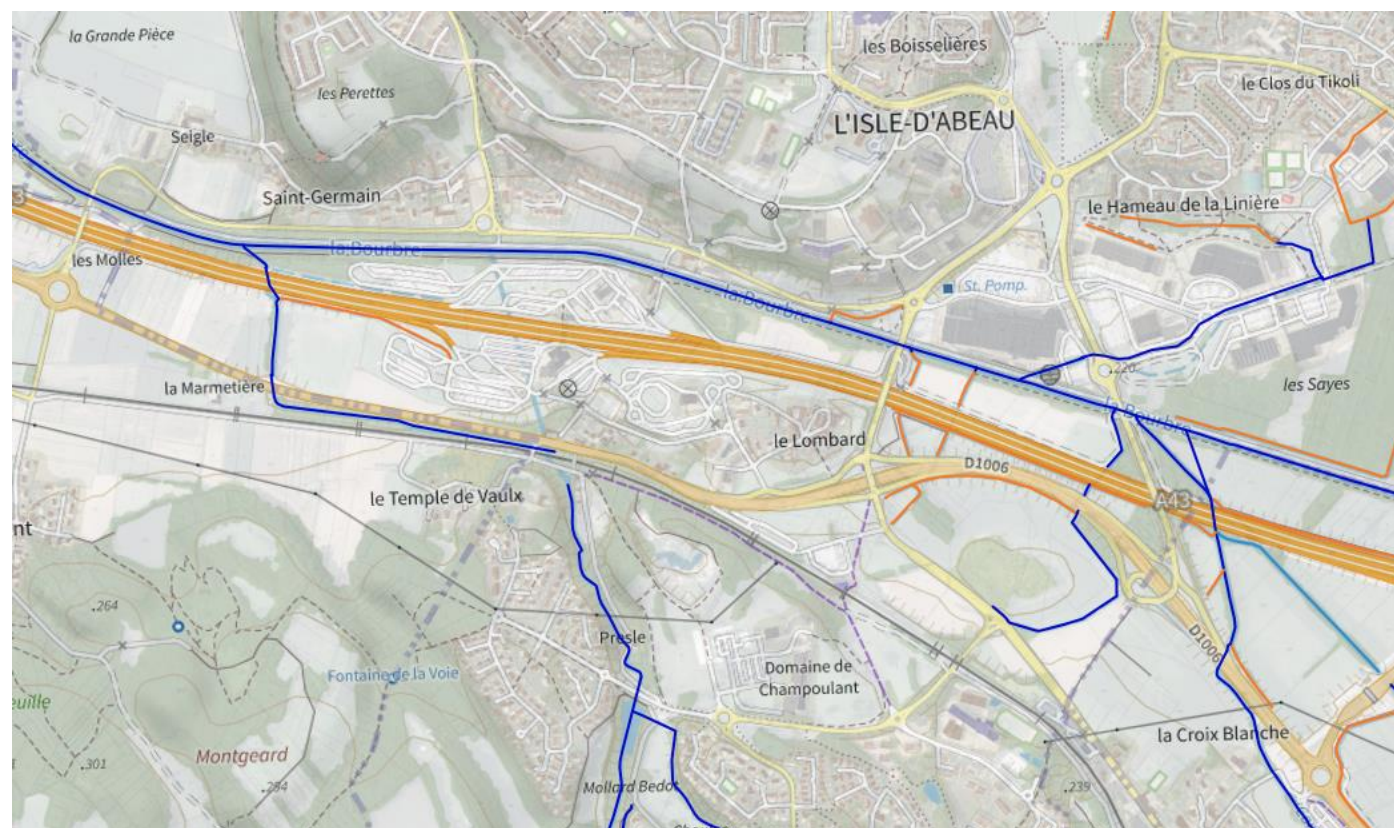 la Grande Pièce
les Boisselières
les Perettes
le Clos du Tikoli
L'ISLE-D'ABEAU
Seigle
Saint-Germain
le Hameau de la Linière
la Bourbre
les Molles
St. Pomp.
la Bourbre
.220
la Marmetière
les Sayes
la Bourbre
le Lombard
D1006
le Temple de Vaulx
A43
nt
.264
Presle
D1006
Domaine de
Champoulant
Fontaine de la Voie
euille
la Croix Blanche
Montgeard
.301
.284
Mollard Bedot
.239